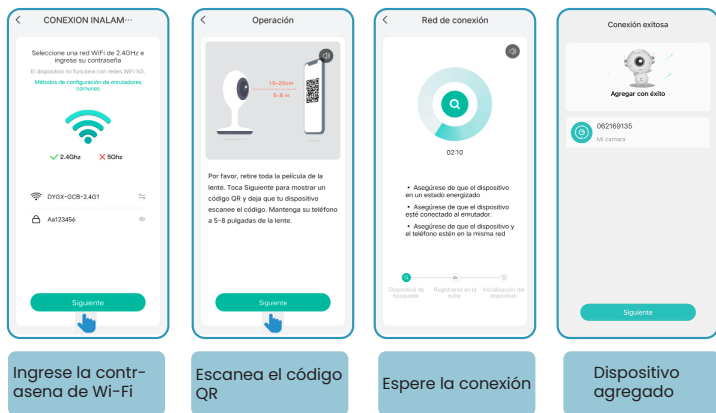 CONEXION INALAM···
Seleccione una red WiFi de 2.4GHz e
ingrese su contraseña
El dispositivo no funciona con redes WiFi 5G.
Métodos de configuración de enrutadores
comunes
2.4Ghz
5Ghz
DYGX-GCB-2.4G1
Aa123456
Siguiente
Ingrese la contr-
asena de Wi-Fi
Operación
15-25cm
5-8 in
Por favor, retire toda la película de la
lente. Toca Siguiente para mostrar un
código QR y deja que tu dispositivo
escanee el código. Mantenga su teléfono
a 5-8 pulgadas de la lente.
Siguiente
Escanea el código
QR
Red de conexión
02:10
• Asegúrese de que el dispositivo
en un estado energizado
• Asegúrese de que el dispositivo
esté conectado al enrutador.
• Asegúrese de que el dispositivo y
el teléfono estén en la misma red
Dispositivo de
búsqueda
Registrarse en la
nube
Inicialización del
dispositivo
Espere la conexión
Conexión exitosa
Agregar con éxito
062169135
Mi camara
Siguiente
Dispositivo
agregado